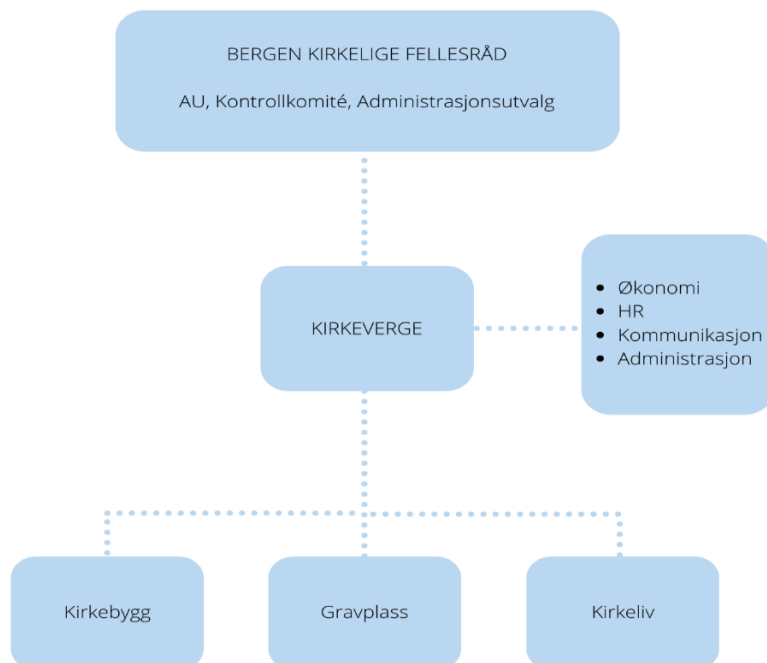 BERGEN KIRKELIGE FELLESRÅD
AU, Kontrollkomité, Administrasjonsutvalg
KIRKEVERGE
• Økonomi
• HR
• Kommunikasjon
• Administrasjon
Kirkebygg
Gravplass
Kirkeliv